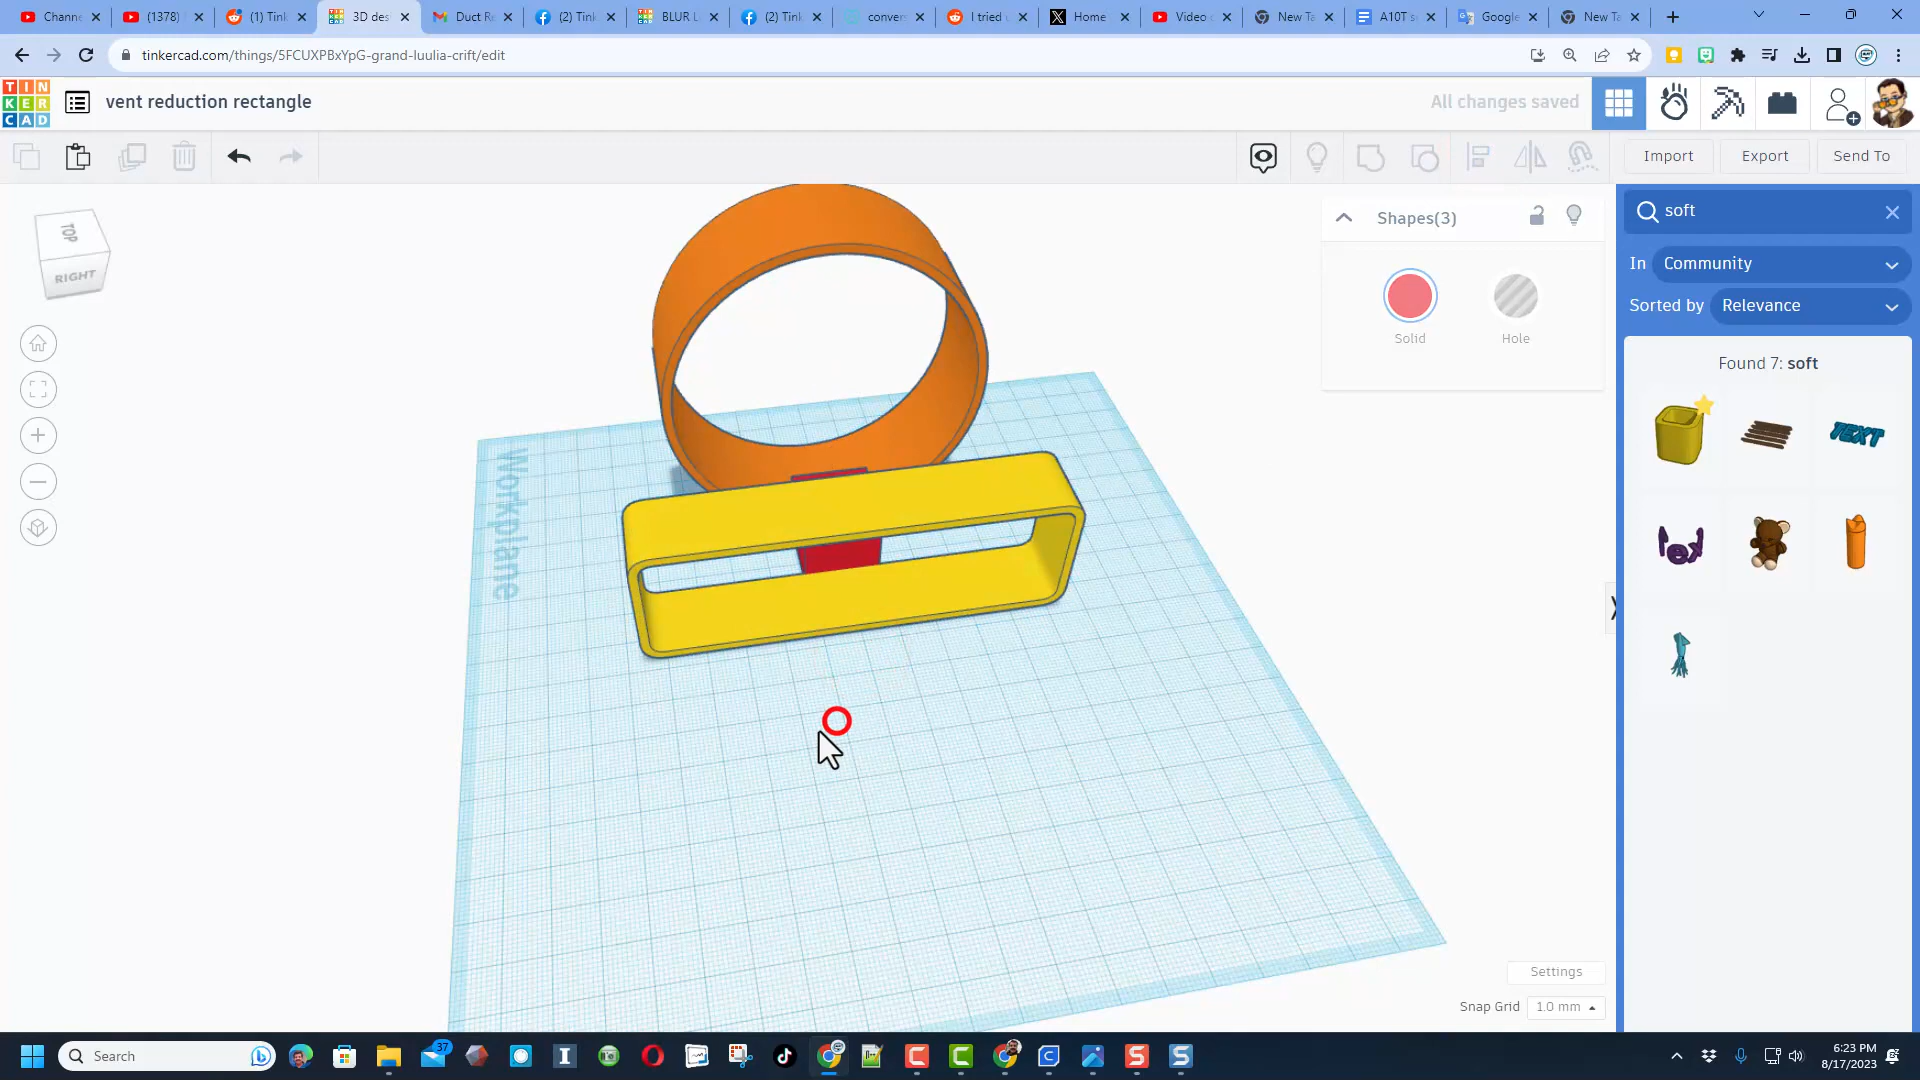 Channe
(1378)
(1) Tink
3D des
Duct Re
(2) Tink
BLUR L
(2) Tink
conver
I tried u
Home
Video c
New Ta
A10T s
Google
New Ta
tinkercad.com/things/5FCUXPBxYpG-grand-luulia-crift/edit
TIN
KER
CAD
vent reduction rectangle
All changes saved
Import
Export
Send To
TOP
RIGHT
Workplane
Shapes(3)
Solid
Hole
soft
In Community
Sorted by Relevance
Found 7: soft
TEXT
Settings
Snap Grid 1.0 mm
Search
37
6:23 PM
8/17/2023